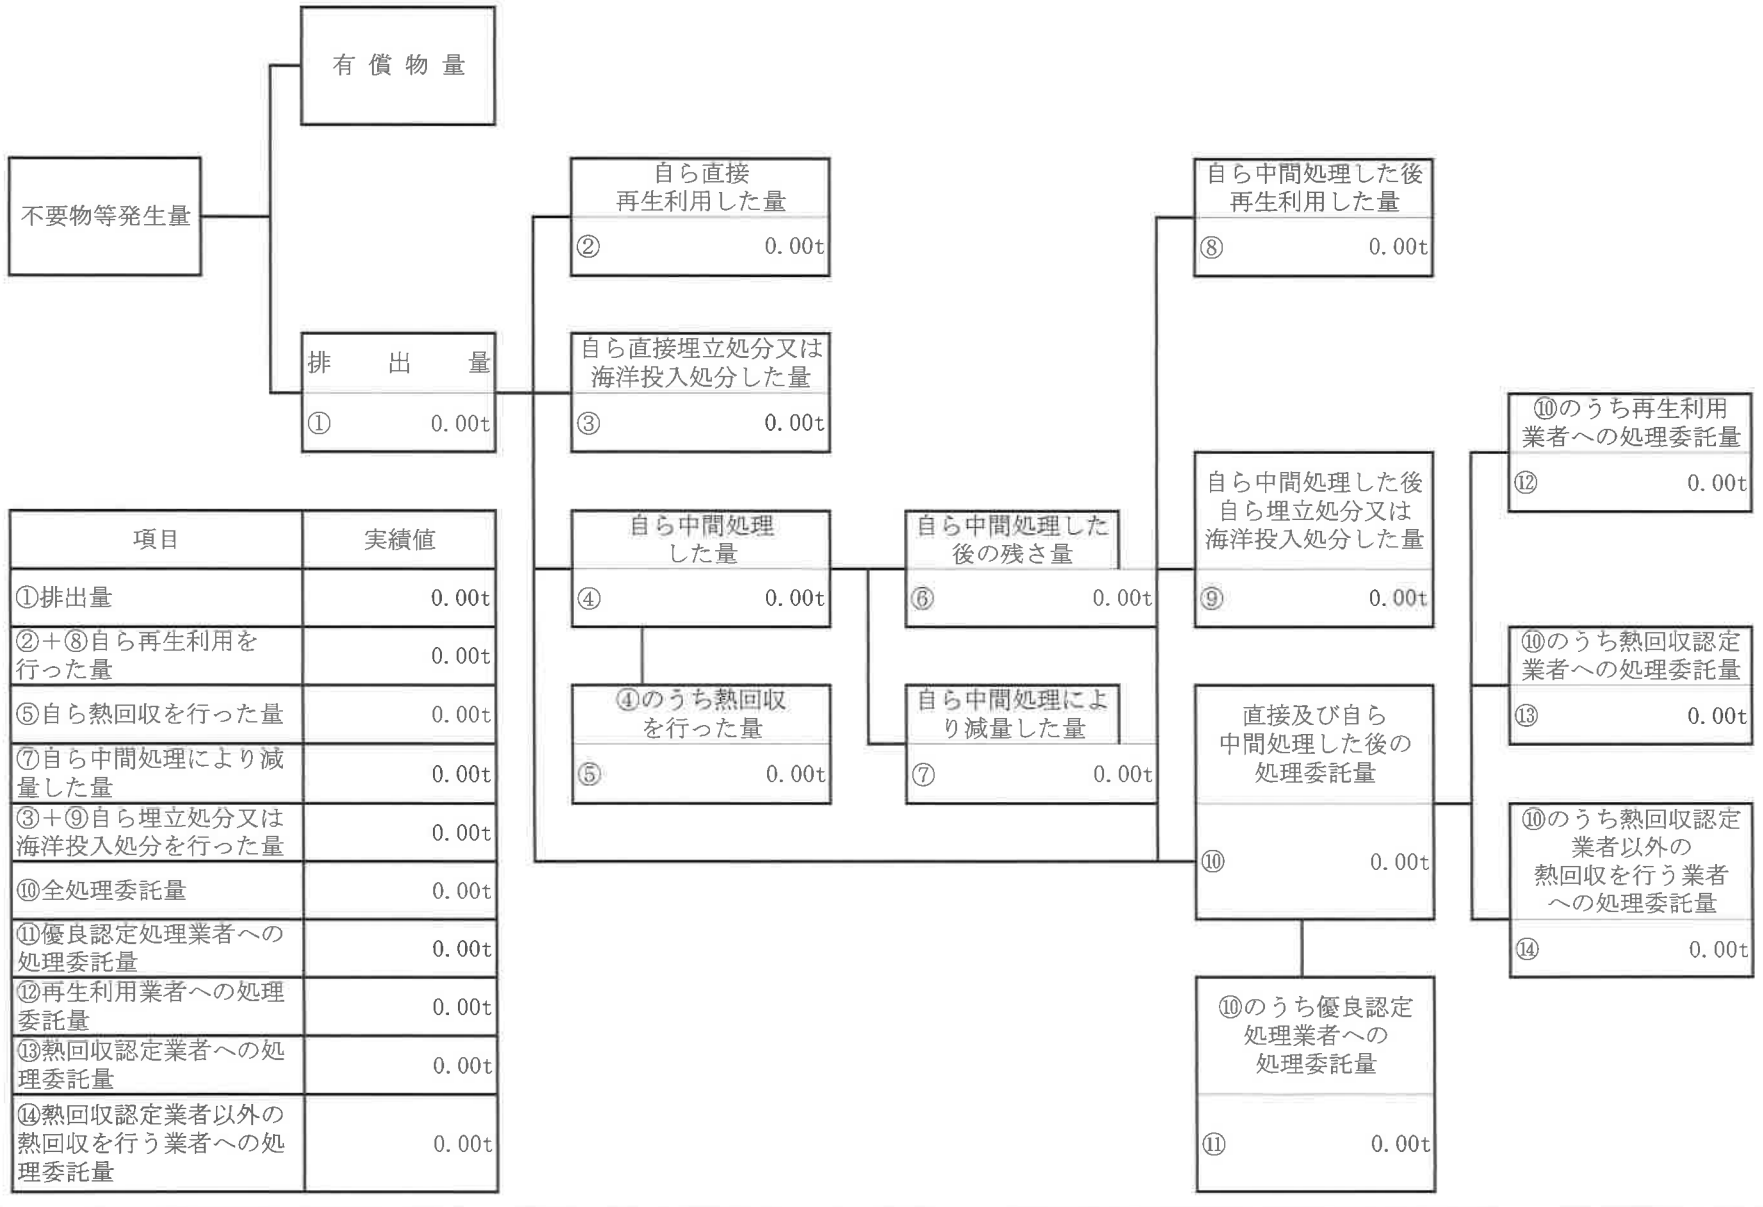 有償物量
不要物等発生量
排出量
① 0.00t
自ら直接
再生利用した量
② 0.00t
自ら直接埋立処分又は
海洋投入処分した量
③ 0.00t
自ら中間処理
した量
④ 0.00t
④のうち熱回収
を行った量
⑤ 0.00t
自ら中間処理した
後の残さ量
⑥ 0.00t
自ら中間処理によ
り減量した量
⑦ 0.00t
自ら中間処理した後
再生利用した量
⑧ 0.00t
自ら中間処理した後
自ら埋立処分又は
海洋投入処分した量
⑨ 0.00t
直接及び自ら
中間処理した後の
処理委託量
⑩ 0.00t
⑩のうち優良認定
処理業者への
処理委託量
⑪ 0.00t
⑩のうち再生利用
業者への処理委託量
⑫ 0.00t
⑩のうち熱回収認定
業者への処理委託量
⑬ 0.00t
⑩のうち熱回収認定
業者以外の
熱回収を行う業者
への処理委託量
⑭ 0.00t
項目 実績値
①排出量 0.00t
②+⑧自ら再生利用を
行った量 0.00t
⑤自ら熱回収を行った量 0.00t
⑦自ら中間処理により減
量した量 0.00t
③+⑨自ら埋立処分又は
海洋投入処分を行った量 0.00t
⑩全処理委託量 0.00t
⑪優良認定処理業者への
処理委託量 0.00t
⑫再生利用業者への処理
委託量 0.00t
⑬熱回収認定業者への処
理委託量 0.00t
⑭熱回収認定業者以外の
熱回収を行う業者への処
理委託量 0.00t